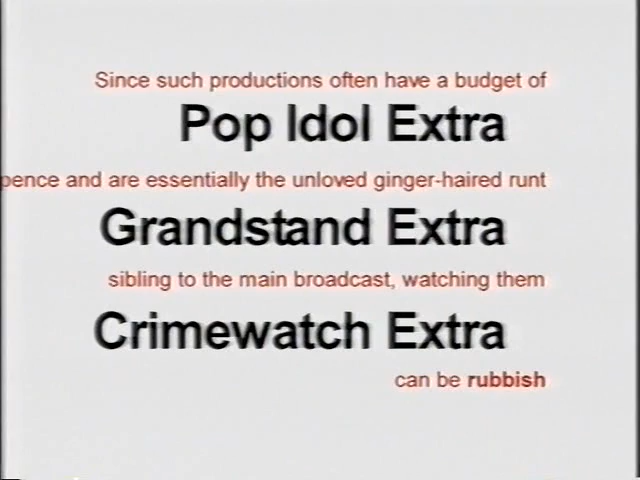 Since such productions often have a budget of
Pop Idol Extra
pence and are essentially the unloved ginger-haired runt
Grandstand Extra
sibling to the main broadcast, watching them
Crimewatch Extra
can be rubbish